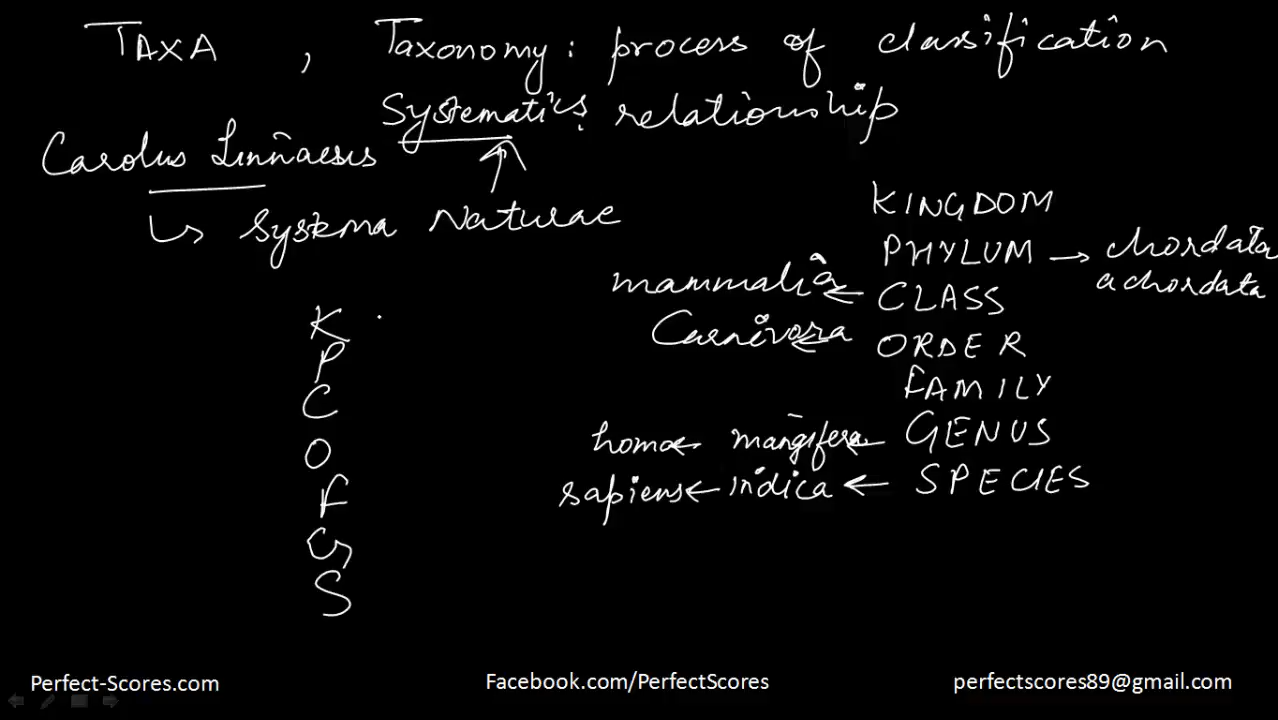 TAXA , Taxonomy: process of classification
Systematics: relationship
Carolus Linnaeus
↳ Systema Naturae
KINGDOM
PHYLUM → chordata
achordata
mammalia ← CLASS
Carnivora ← ORDER
FAMILY
homo ← mangifera ← GENUS
sapiens ← indica ← SPECIES
K
P
C
O
F
G
S
Perfect-Scores.com
Facebook.com/PerfectScores
perfectscores89@gmail.com